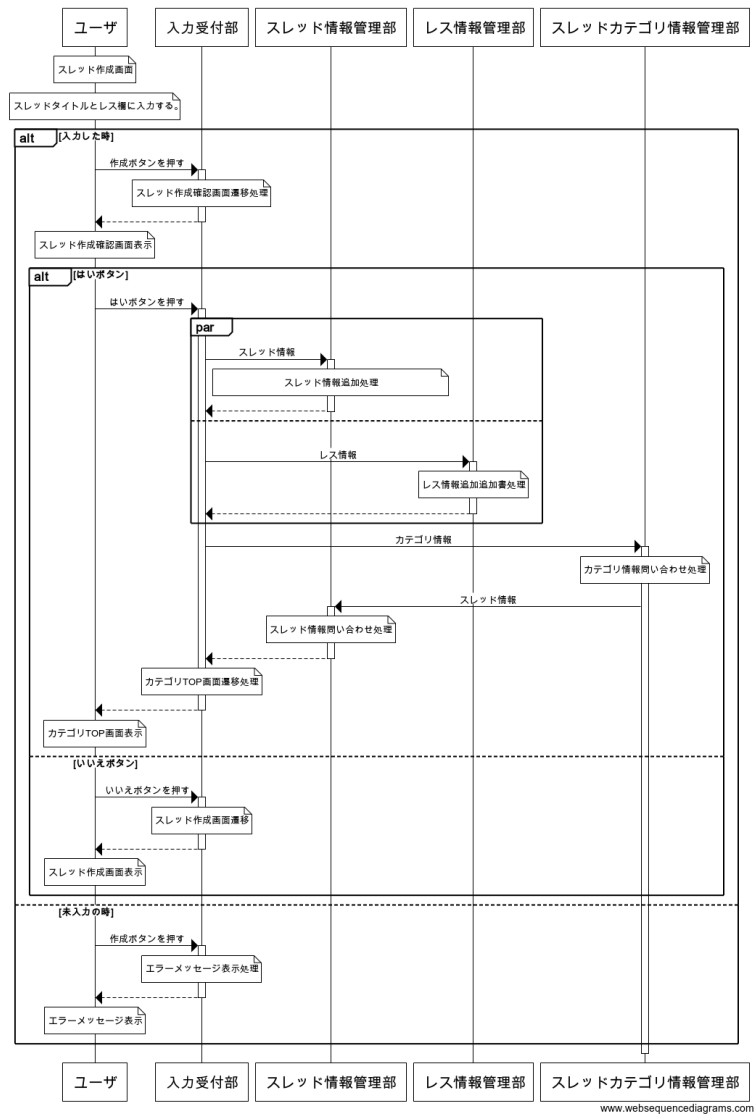 ユーザ
入力受付部
スレッド情報管理部
レス情報管理部
スレッドカテゴリ情報管理部
スレッド作成画面
スレッドタイトルとレス欄に入力する。
alt
[入力した時]
作成ボタンを押す
スレッド作成確認画面遷移処理
スレッド作成確認画面表示
alt
[はいボタン]
はいボタンを押す
par
スレッド情報
スレッド情報追加処理
レス情報
レス情報追加追加書処理
カテゴリ情報
カテゴリ情報問い合わせ処理
スレッド情報
スレッド情報問い合わせ処理
カテゴリTOP画面遷移処理
カテゴリTOP画面表示
[いいえボタン]
いいえボタンを押す
スレッド作成画面遷移
スレッド作成画面表示
[未入力の時]
作成ボタンを押す
エラーメッセージ表示処理
エラーメッセージ表示
ユーザ
入力受付部
スレッド情報管理部
レス情報管理部
スレッドカテゴリ情報管理部
www.websequencediagrams.com